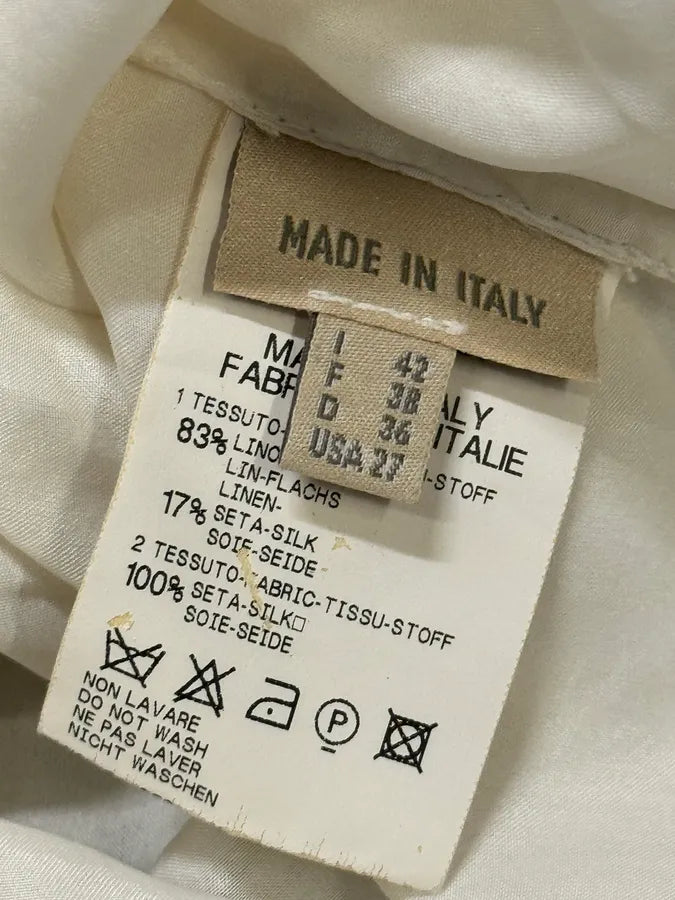 MADE IN ITALY
I 42
F 38
D 36
USA 27
MA ALY
FABR ITALIE
1 TESSUTO- -STOFF
83% LINO
LIN-FLACHS
LINEN-
17% SETA-SILK
SOIE-SEIDE
2 TESSUTO-FABRIC-TISSU-STOFF
100% SETA-SILK□
SOIE-SEIDE
P
NON LAVARE
DO NOT WASH
NE PAS LAVER
NICHT WASCHEN